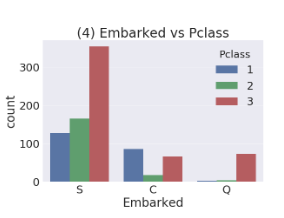 (4) Embarked vs Pclass
Pclass
1
2
3
count
300
200
100
0
S C Q
Embarked